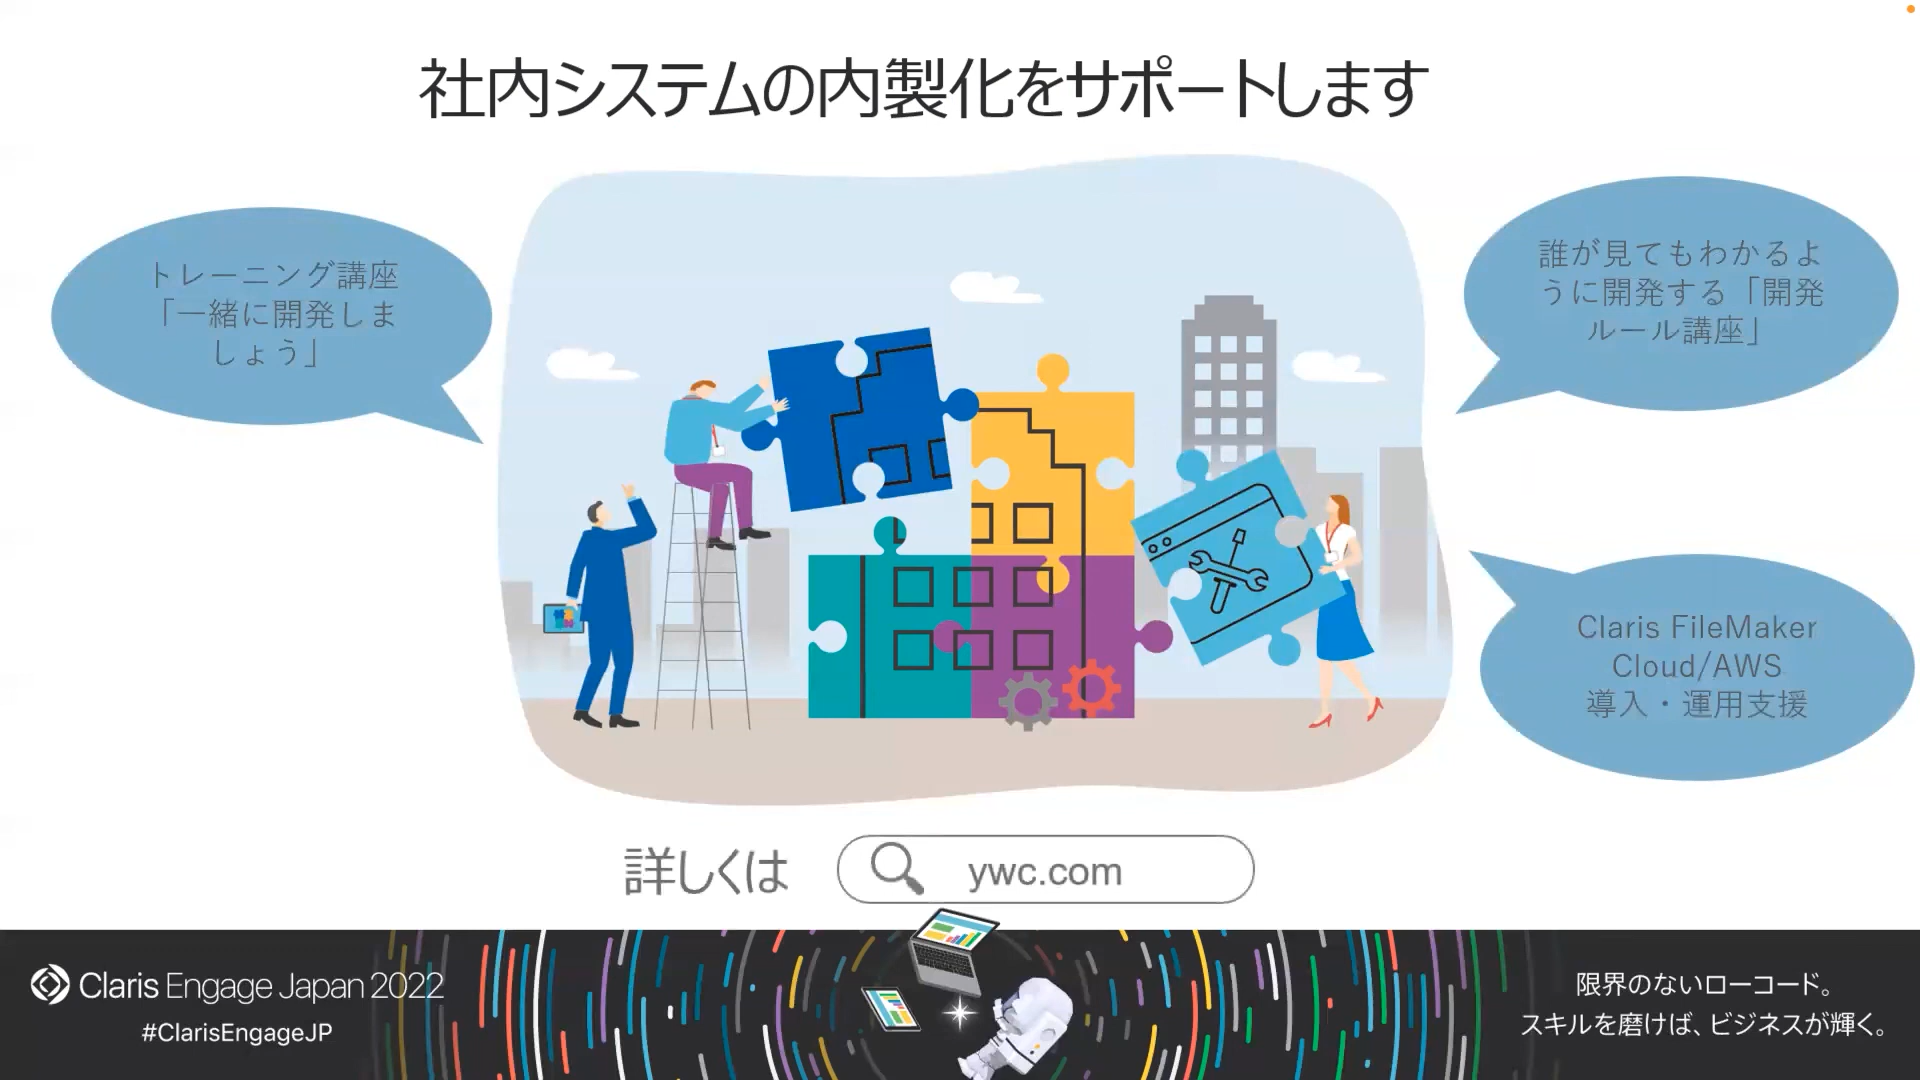 社内システムの内製化をサポートします
トレーニング講座
「一緒に開発しま
しょう」
誰が見てもわかるよ
うに開発する「開発
ルール講座」
Claris FileMaker
Cloud/AWS
導入・運用支援
詳しくは
ywc.com
Claris Engage Japan 2022
#ClarisEngageJP
限界のないローコード。
スキルを磨けば、ビジネスが輝く。